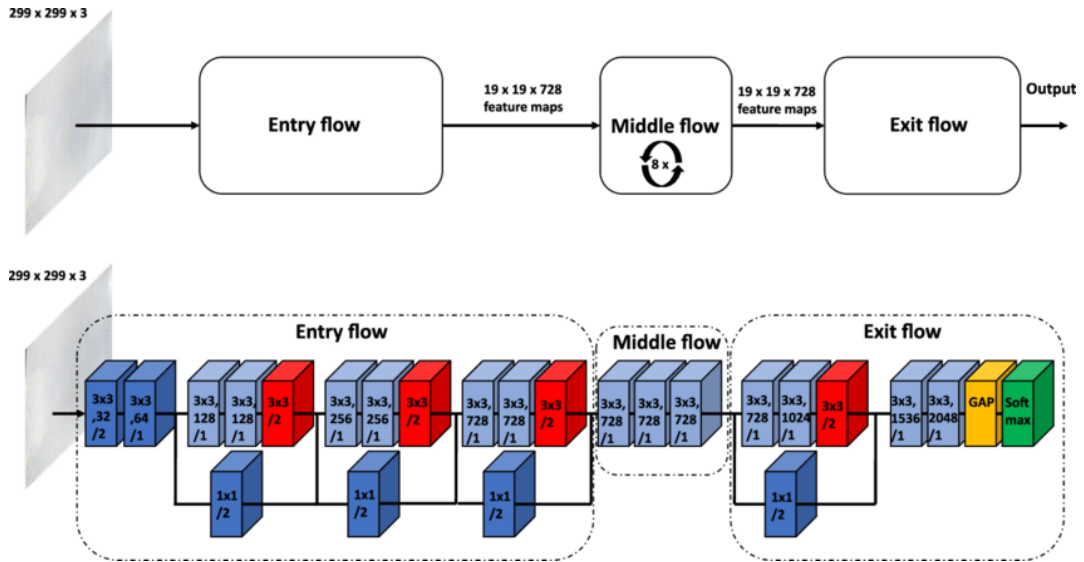 299 x 299 x 3
Entry flow
19 x 19 x 728
feature maps
Middle flow
8 x
19 x 19 x 728
feature maps
Exit flow
Output
299 x 299 x 3
Entry flow
Middle flow
Exit flow
3x3
,32
/2
3x3
,64
/1
3x3,
128
/1
3x3,
128
/1
3x3
/2
3x3,
256
/1
3x3,
256
/1
3x3
/2
3x3,
728
/1
3x3,
728
/1
3x3
/2
3x3,
728
/1
3x3,
728
/1
3x3,
728
/1
3x3,
728
/1
3x3,
1024
/1
3x3
/2
3x3,
1536
/1
3x3,
2048
/1
GAP
Soft
max
1x1
/2
1x1
/2
1x1
/2
1x1
/2